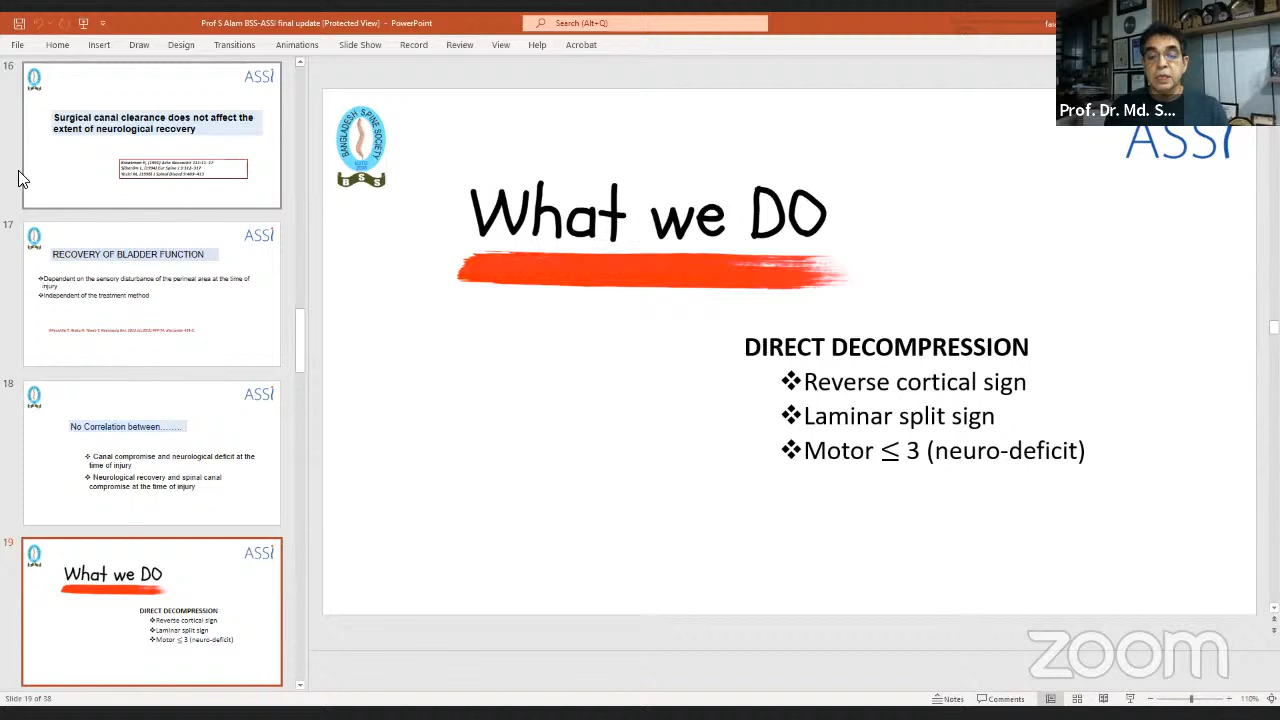 Prof S Alam BSS-ASSI final update [Protected View] - PowerPoint
Search (Alt+Q)
File Home Insert Draw Design Transitions Animations Slide Show Record Review View Help Acrobat
Prof. Dr. Md. S...
16
ASSI
Surgical canal clearance does not affect the
extent of neurological recovery
17
ASSI
RECOVERY OF BLADDER FUNCTION
❖Dependent on the sensory disturbance of the perineal area at the time of
injury
❖Independent of the treatment method
18
ASSI
No Correlation between........
❖ Canal compromise and neurological deficit at the
time of injury
❖ Neurological recovery and spinal canal
compromise at the time of injury
19
ASSI
What we DO
DIRECT DECOMPRESSION
❖Reverse cortical sign
❖Laminar split sign
❖Motor ≤ 3 (neuro-deficit)
BANGLADESH SPINE SOCIETY
B S S
ASSI
What we DO
DIRECT DECOMPRESSION
❖Reverse cortical sign
❖Laminar split sign
❖Motor ≤ 3 (neuro-deficit)
zoom
Slide 19 of 38
Notes Comments 110%